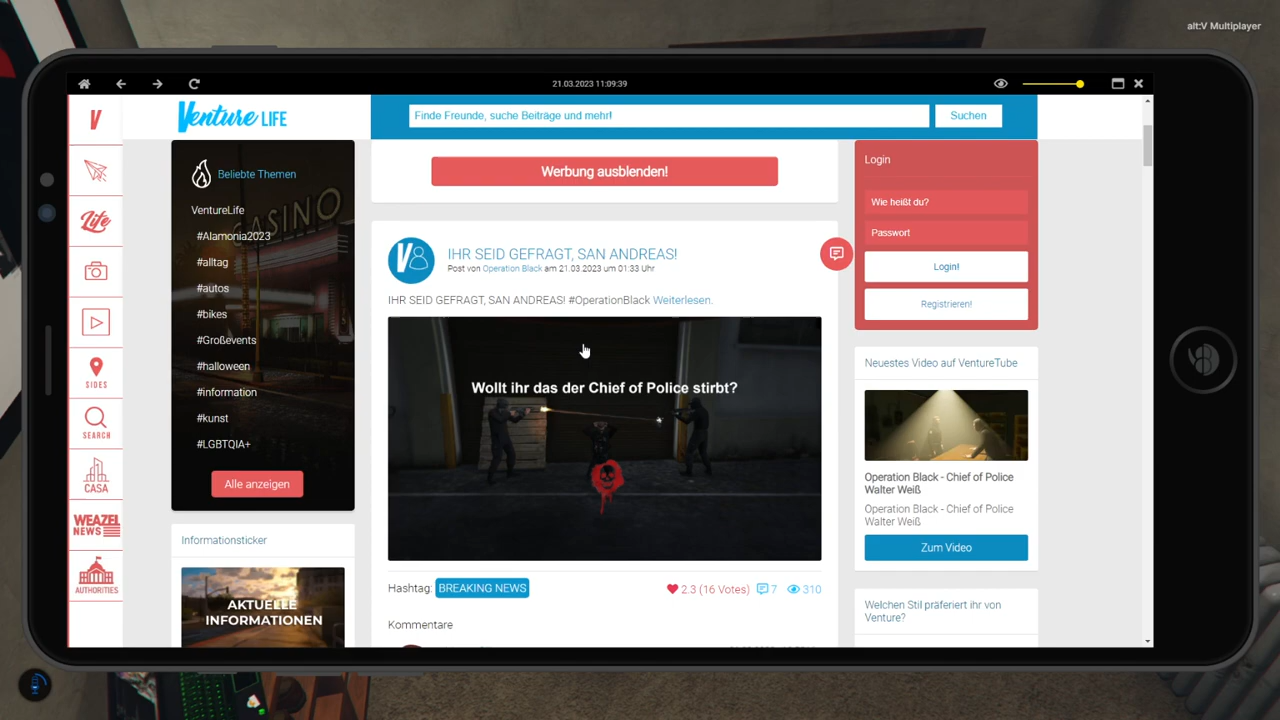 alt:V Multiplayer
21.03.2023 11:09:39
V
Venture LIFE
Finde Freunde, suche Beiträge und mehr!
Suchen
Life
SIDES
SEARCH
CASA
WEAZEL
NEWS
AUTHORITIES
Beliebte Themen
VentureLife
#Alamonia2023
#alltag
#autos
#bikes
#Großevents
#halloween
#information
#kunst
#LGBTQIA+
Alle anzeigen
CASINO
Informationsticker
AKTUELLE
INFORMATIONEN
Werbung ausblenden!
IHR SEID GEFRAGT, SAN ANDREAS!
Post von Operation Black am 21.03.2023 um 01:33 Uhr
IHR SEID GEFRAGT, SAN ANDREAS! #OperationBlack Weiterlesen.
Wollt ihr das der Chief of Police stirbt?
Hashtag: BREAKING NEWS
2.3 (16 Votes) 7 310
Kommentare
Login
Wie heißt du?
Passwort
Login!
Registrieren!
Neuestes Video auf VentureTube
Operation Black - Chief of Police
Walter Weiß
Operation Black - Chief of Police
Walter Weiß
Zum Video
Welchen Stil präferiert ihr von
Venture?